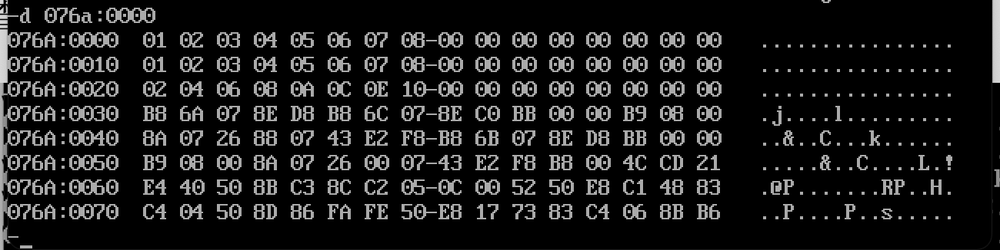 -d 076a:0000
076A:0000  01 02 03 04 05 06 07 08-00 00 00 00 00 00 00 00   ................
076A:0010  01 02 03 04 05 06 07 08-00 00 00 00 00 00 00 00   ................
076A:0020  02 04 06 08 0A 0C 0E 10-00 00 00 00 00 00 00 00   ................
076A:0030  B8 6A 07 8E D8 B8 6C 07-8E C0 BB 00 00 B9 08 00   .j....l.........
076A:0040  8A 07 26 88 07 43 E2 F8-B8 6B 07 8E D8 BB 00 00   ..&..C...k......
076A:0050  B9 08 00 8A 07 26 00 07-43 E2 F8 B8 00 4C CD 21   .....&..C....L.!
076A:0060  E4 40 50 8B C3 8C C2 05-0C 00 52 50 E8 C1 48 83   .@P.......RP..H.
076A:0070  C4 04 50 8D 86 FA FE 50-E8 17 73 83 C4 06 8B B6   ..P....P..s.....
-